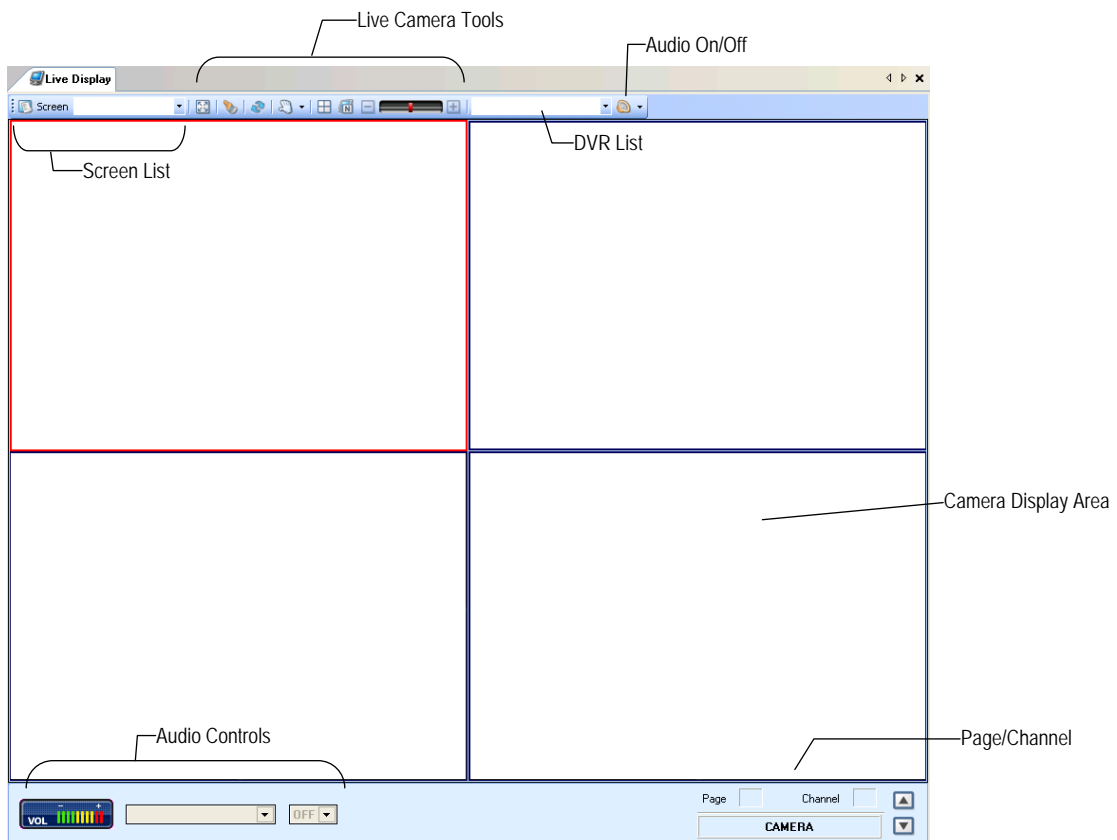 Live Camera Tools
Audio On/Off
Live Display
Screen
N
DVR List
Screen List
Camera Display Area
Audio Controls
Page/Channel
- +
VOL
OFF
Page Channel
CAMERA